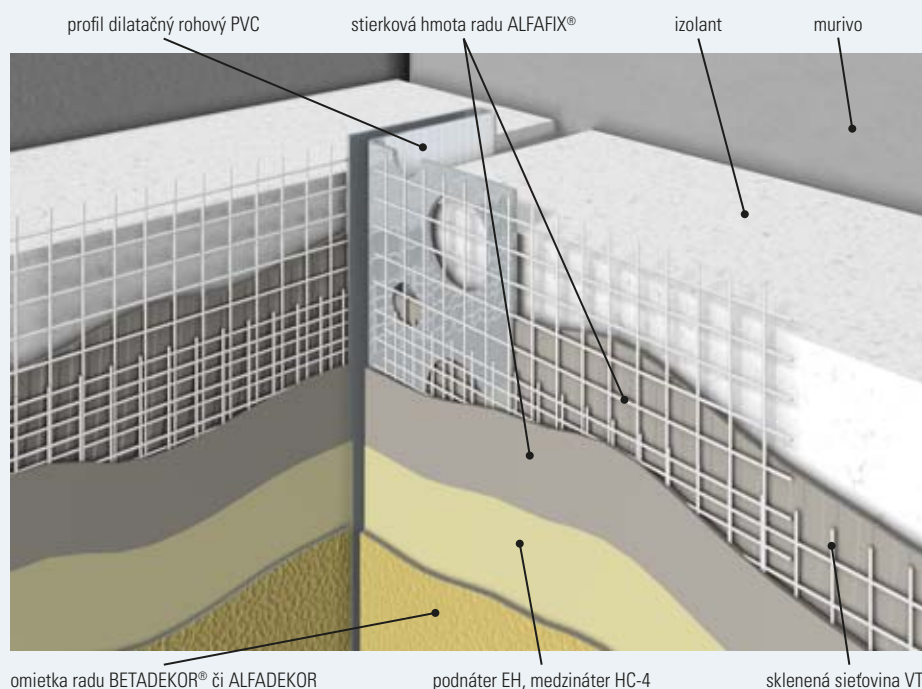 profil dilatačný rohový PVC
stierková hmota radu ALFAFIX®
izolant
murivo
omietka radu BETADEKOR® či ALFADEKOR
podnáter EH, medzináter HC-4
sklenená sieťovina VT